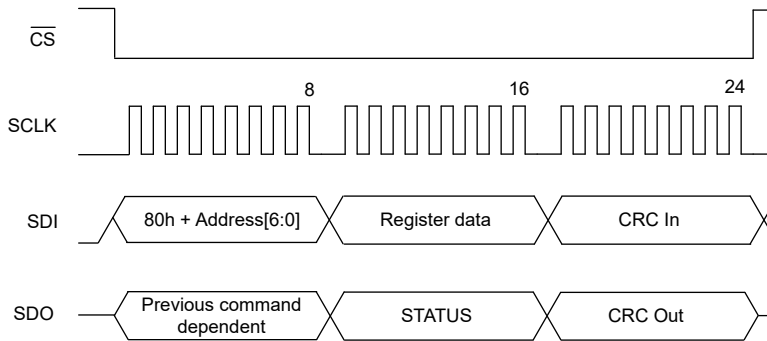 CS
8 16 24
SCLK
SDI 80h + Address[6:0] Register data CRC In
Previous command
SDO STATUS CRC Out
dependent